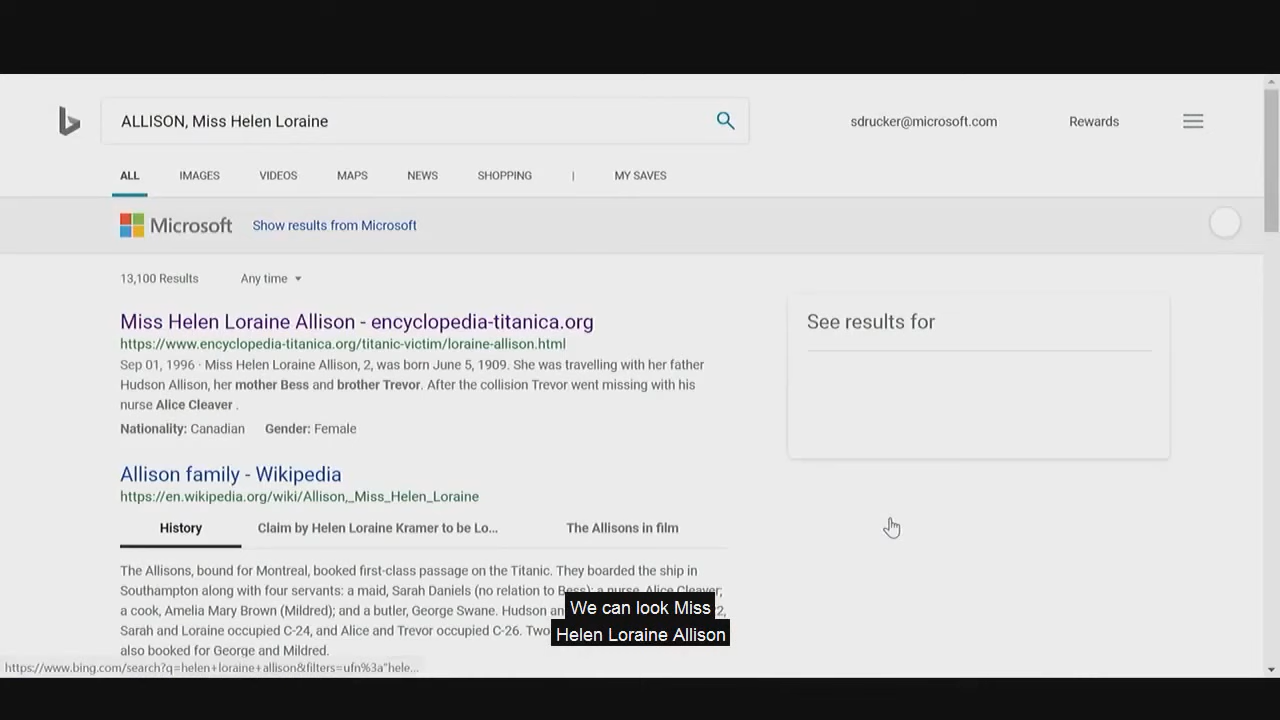 ALLISON, Miss Helen Loraine
sdrucker@microsoft.com
Rewards
ALL IMAGES VIDEOS MAPS NEWS SHOPPING | MY SAVES
Microsoft Show results from Microsoft
13,100 Results Any time
Miss Helen Loraine Allison - encyclopedia-titanica.org
https://www.encyclopedia-titanica.org/titanic-victim/loraine-allison.html
Sep 01, 1996 · Miss Helen Loraine Allison, 2, was born June 5, 1909. She was travelling with her father
Hudson Allison, her mother Bess and brother Trevor. After the collision Trevor went missing with his
nurse Alice Cleaver .
Nationality: Canadian Gender: Female
See results for
Allison family - Wikipedia
https://en.wikipedia.org/wiki/Allison,_Miss_Helen_Loraine
History Claim by Helen Loraine Kramer to be Lo... The Allisons in film
The Allisons, bound for Montreal, booked first-class passage on the Titanic. They boarded the ship in
Southampton along with four servants: a maid, Sarah Daniels (no relation to Bess); a nurse, Alice Cleaver;
a cook, Amelia Mary Brown (Mildred); and a butler, George Swane. Hudson
Sarah and Loraine occupied C-24, and Alice and Trevor occupied C-26. Two
also booked for George and Mildred.
We can look Miss
Helen Loraine Allison
https://www.bing.com/search?q=helen+loraine+allison&filters=ufn%3a"hele...